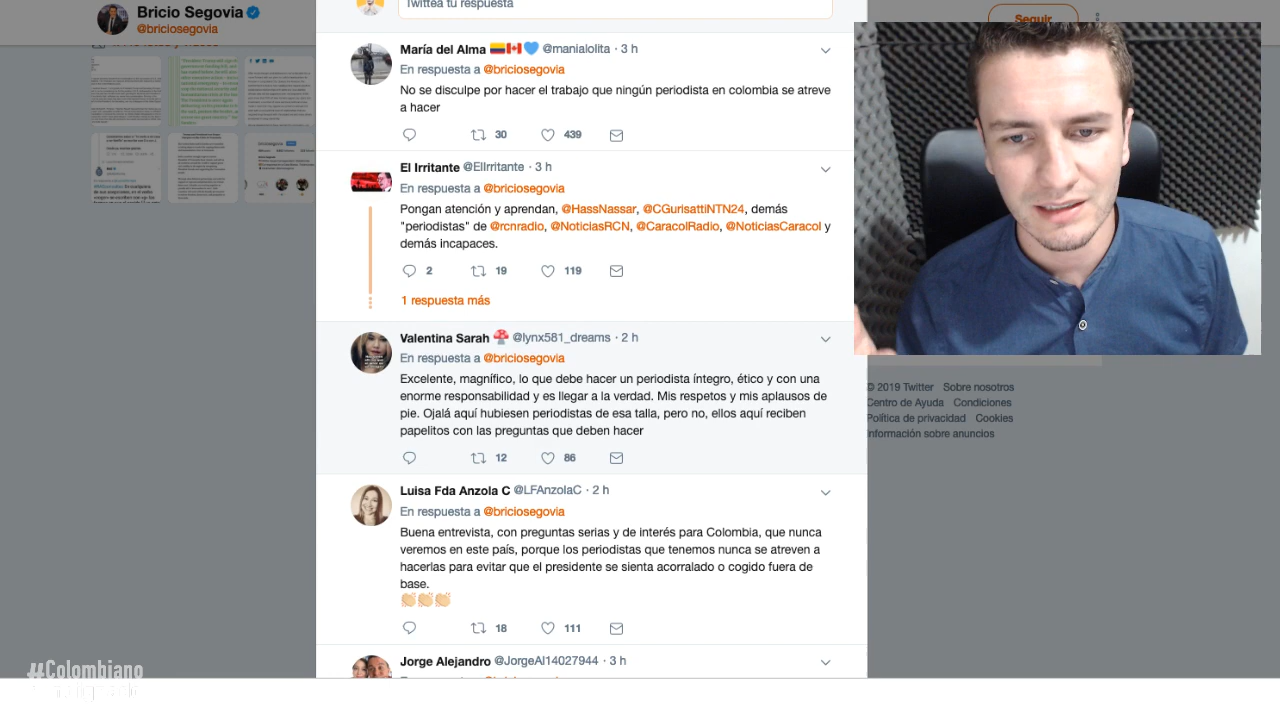 Bricio Segovia
@briciosegovia
Seguir
Twittea tu respuesta
María del Alma @manialolita · 3 h
En respuesta a @briciosegovia
No se disculpe por hacer el trabajo que ningún periodista en colombia se atreve
a hacer
30 439
El Irritante @ElIrritante · 3 h
En respuesta a @briciosegovia
Pongan atención y aprendan, @HassNassar, @CGurisattiNTN24, demás
"periodistas" de @rcnradio, @NoticiasRCN, @CaracolRadio, @NoticiasCaracol y
demás incapaces.
2 19 119
1 respuesta más
Valentina Sarah @lynx581_dreams · 2 h
En respuesta a @briciosegovia
Excelente, magnífico, lo que debe hacer un periodista íntegro, ético y con una
enorme responsabilidad y es llegar a la verdad. Mis respetos y mis aplausos de
pie. Ojalá aquí hubiesen periodistas de esa talla, pero no, ellos aquí reciben
papelitos con las preguntas que deben hacer
12 86
Luisa Fda Anzola C @LFAnzolaC · 2 h
En respuesta a @briciosegovia
Buena entrevista, con preguntas serias y de interés para Colombia, que nunca
veremos en este país, porque los periodistas que tenemos nunca se atreven a
hacerlas para evitar que el presidente se sienta acorralado o cogido fuera de
base.
18 111
Jorge Alejandro @JorgeAl14027944 · 3 h
© 2019 Twitter Sobre nosotros
Centro de Ayuda Condiciones
Política de privacidad Cookies
Información sobre anuncios
#Colombiano